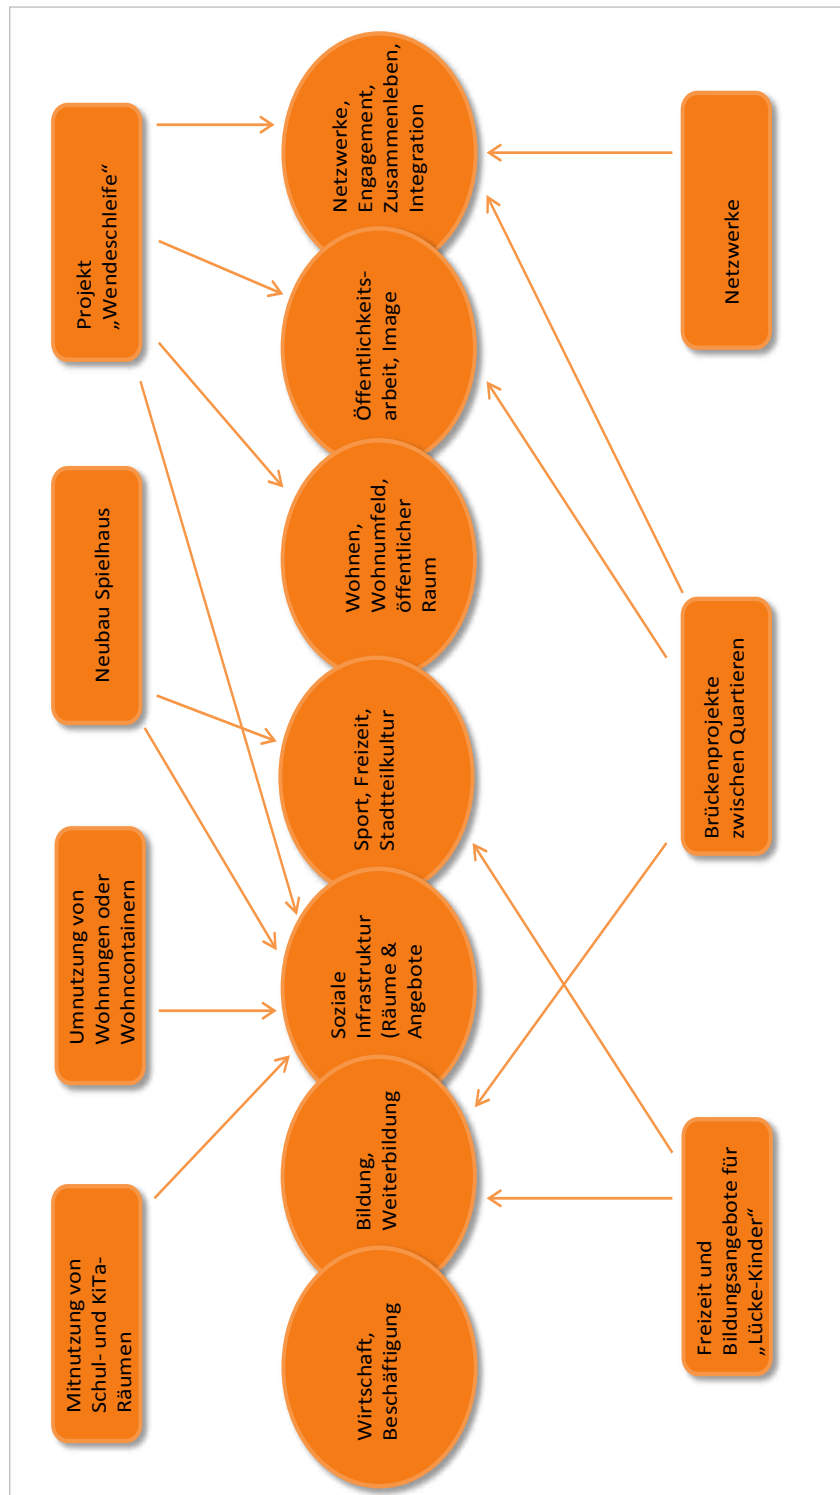 Mitnutzung von
Schul- und KiTa-
Räumen
Umnutzung von
Wohnungen oder
Wohncontainern
Neubau Spielhaus
Projekt
„Wendeschleife“
Wirtschaft,
Beschäftigung
Bildung,
Weiterbildung
Soziale
Infrastruktur
(Räume &
Angebote
Sport, Freizeit,
Stadtteilkultur
Wohnen,
Wohnumfeld,
öffentlicher
Raum
Öffentlichkeits-
arbeit, Image
Netzwerke,
Engagement,
Zusammenleben,
Integration
Freizeit und
Bildungsangebote für
„Lücke-Kinder“
Brückenprojekte
zwischen Quartieren
Netzwerke